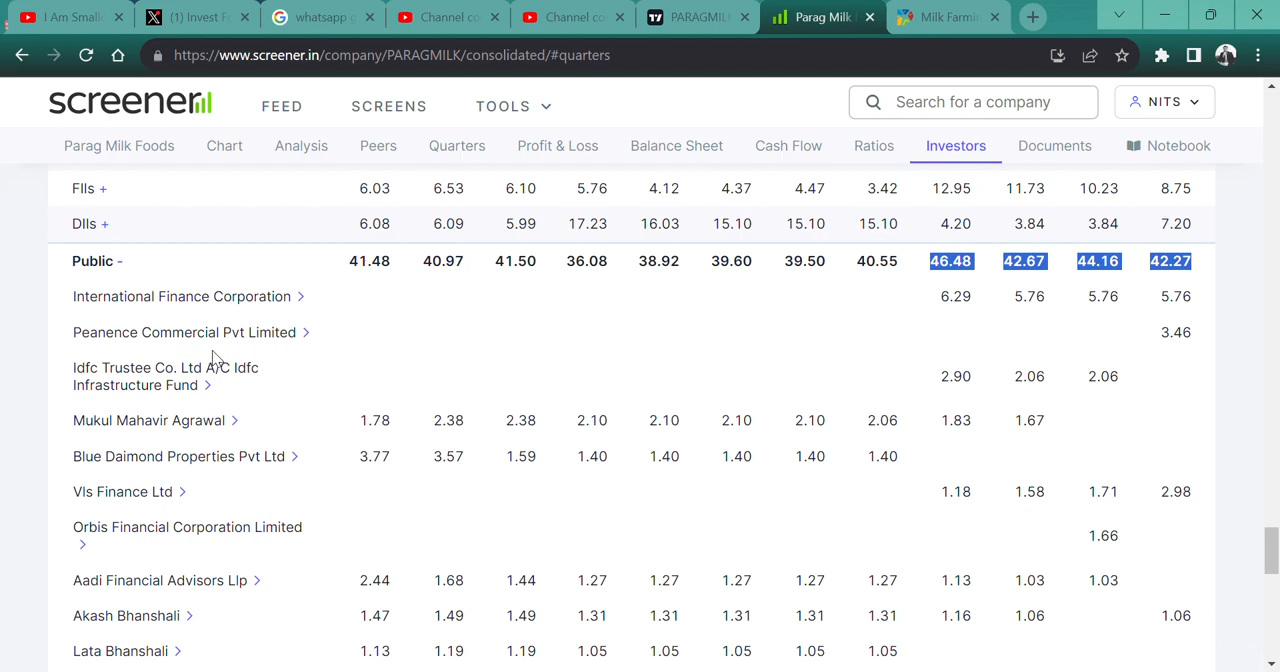 I Am Small
(1) Invest F
whatsapp g
Channel co
Channel co
PARAGMIL
Parag Milk
Milk Farmin
https://www.screener.in/company/PARAGMILK/consolidated/#quarters
screener
FEED
SCREENS
TOOLS
Search for a company
NITS
Parag Milk Foods
Chart
Analysis
Peers
Quarters
Profit & Loss
Balance Sheet
Cash Flow
Ratios
Investors
Documents
Notebook
FIIs + 6.03 6.53 6.10 5.76 4.12 4.37 4.47 3.42 12.95 11.73 10.23 8.75
DIIs + 6.08 6.09 5.99 17.23 16.03 15.10 15.10 15.10 4.20 3.84 3.84 7.20
Public - 41.48 40.97 41.50 36.08 38.92 39.60 39.50 40.55 46.48 42.67 44.16 42.27
International Finance Corporation > 6.29 5.76 5.76 5.76
Peanence Commercial Pvt Limited > 3.46
Idfc Trustee Co. Ltd A/C Idfc
Infrastructure Fund > 2.90 2.06 2.06
Mukul Mahavir Agrawal > 1.78 2.38 2.38 2.10 2.10 2.10 2.10 2.06 1.83 1.67
Blue Daimond Properties Pvt Ltd > 3.77 3.57 1.59 1.40 1.40 1.40 1.40 1.40
Vls Finance Ltd > 1.18 1.58 1.71 2.98
Orbis Financial Corporation Limited
> 1.66
Aadi Financial Advisors Llp > 2.44 1.68 1.44 1.27 1.27 1.27 1.27 1.27 1.13 1.03 1.03
Akash Bhanshali > 1.47 1.49 1.49 1.31 1.31 1.31 1.31 1.31 1.16 1.06 1.06
Lata Bhanshali > 1.13 1.19 1.19 1.05 1.05 1.05 1.05 1.05